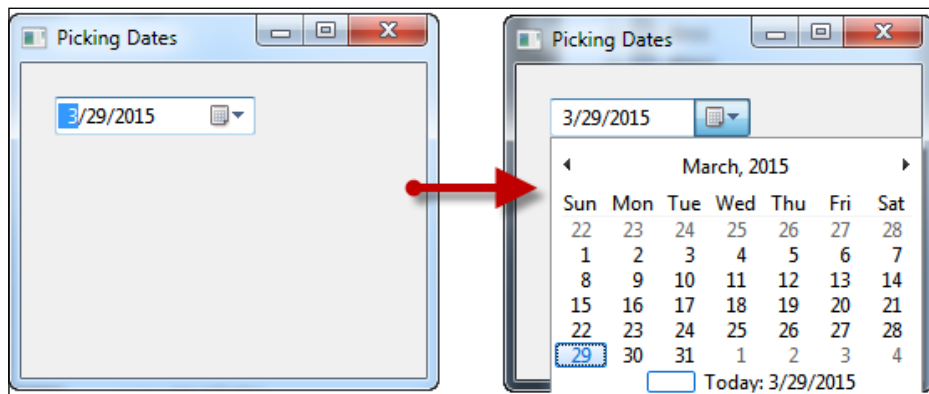 Picking Dates
3/29/2015
Picking Dates
3/29/2015
March, 2015
Sun Mon Tue Wed Thu Fri Sat
22 23 24 25 26 27 28
1 2 3 4 5 6 7
8 9 10 11 12 13 14
15 16 17 18 19 20 21
22 23 24 25 26 27 28
29 30 31 1 2 3 4
Today: 3/29/2015